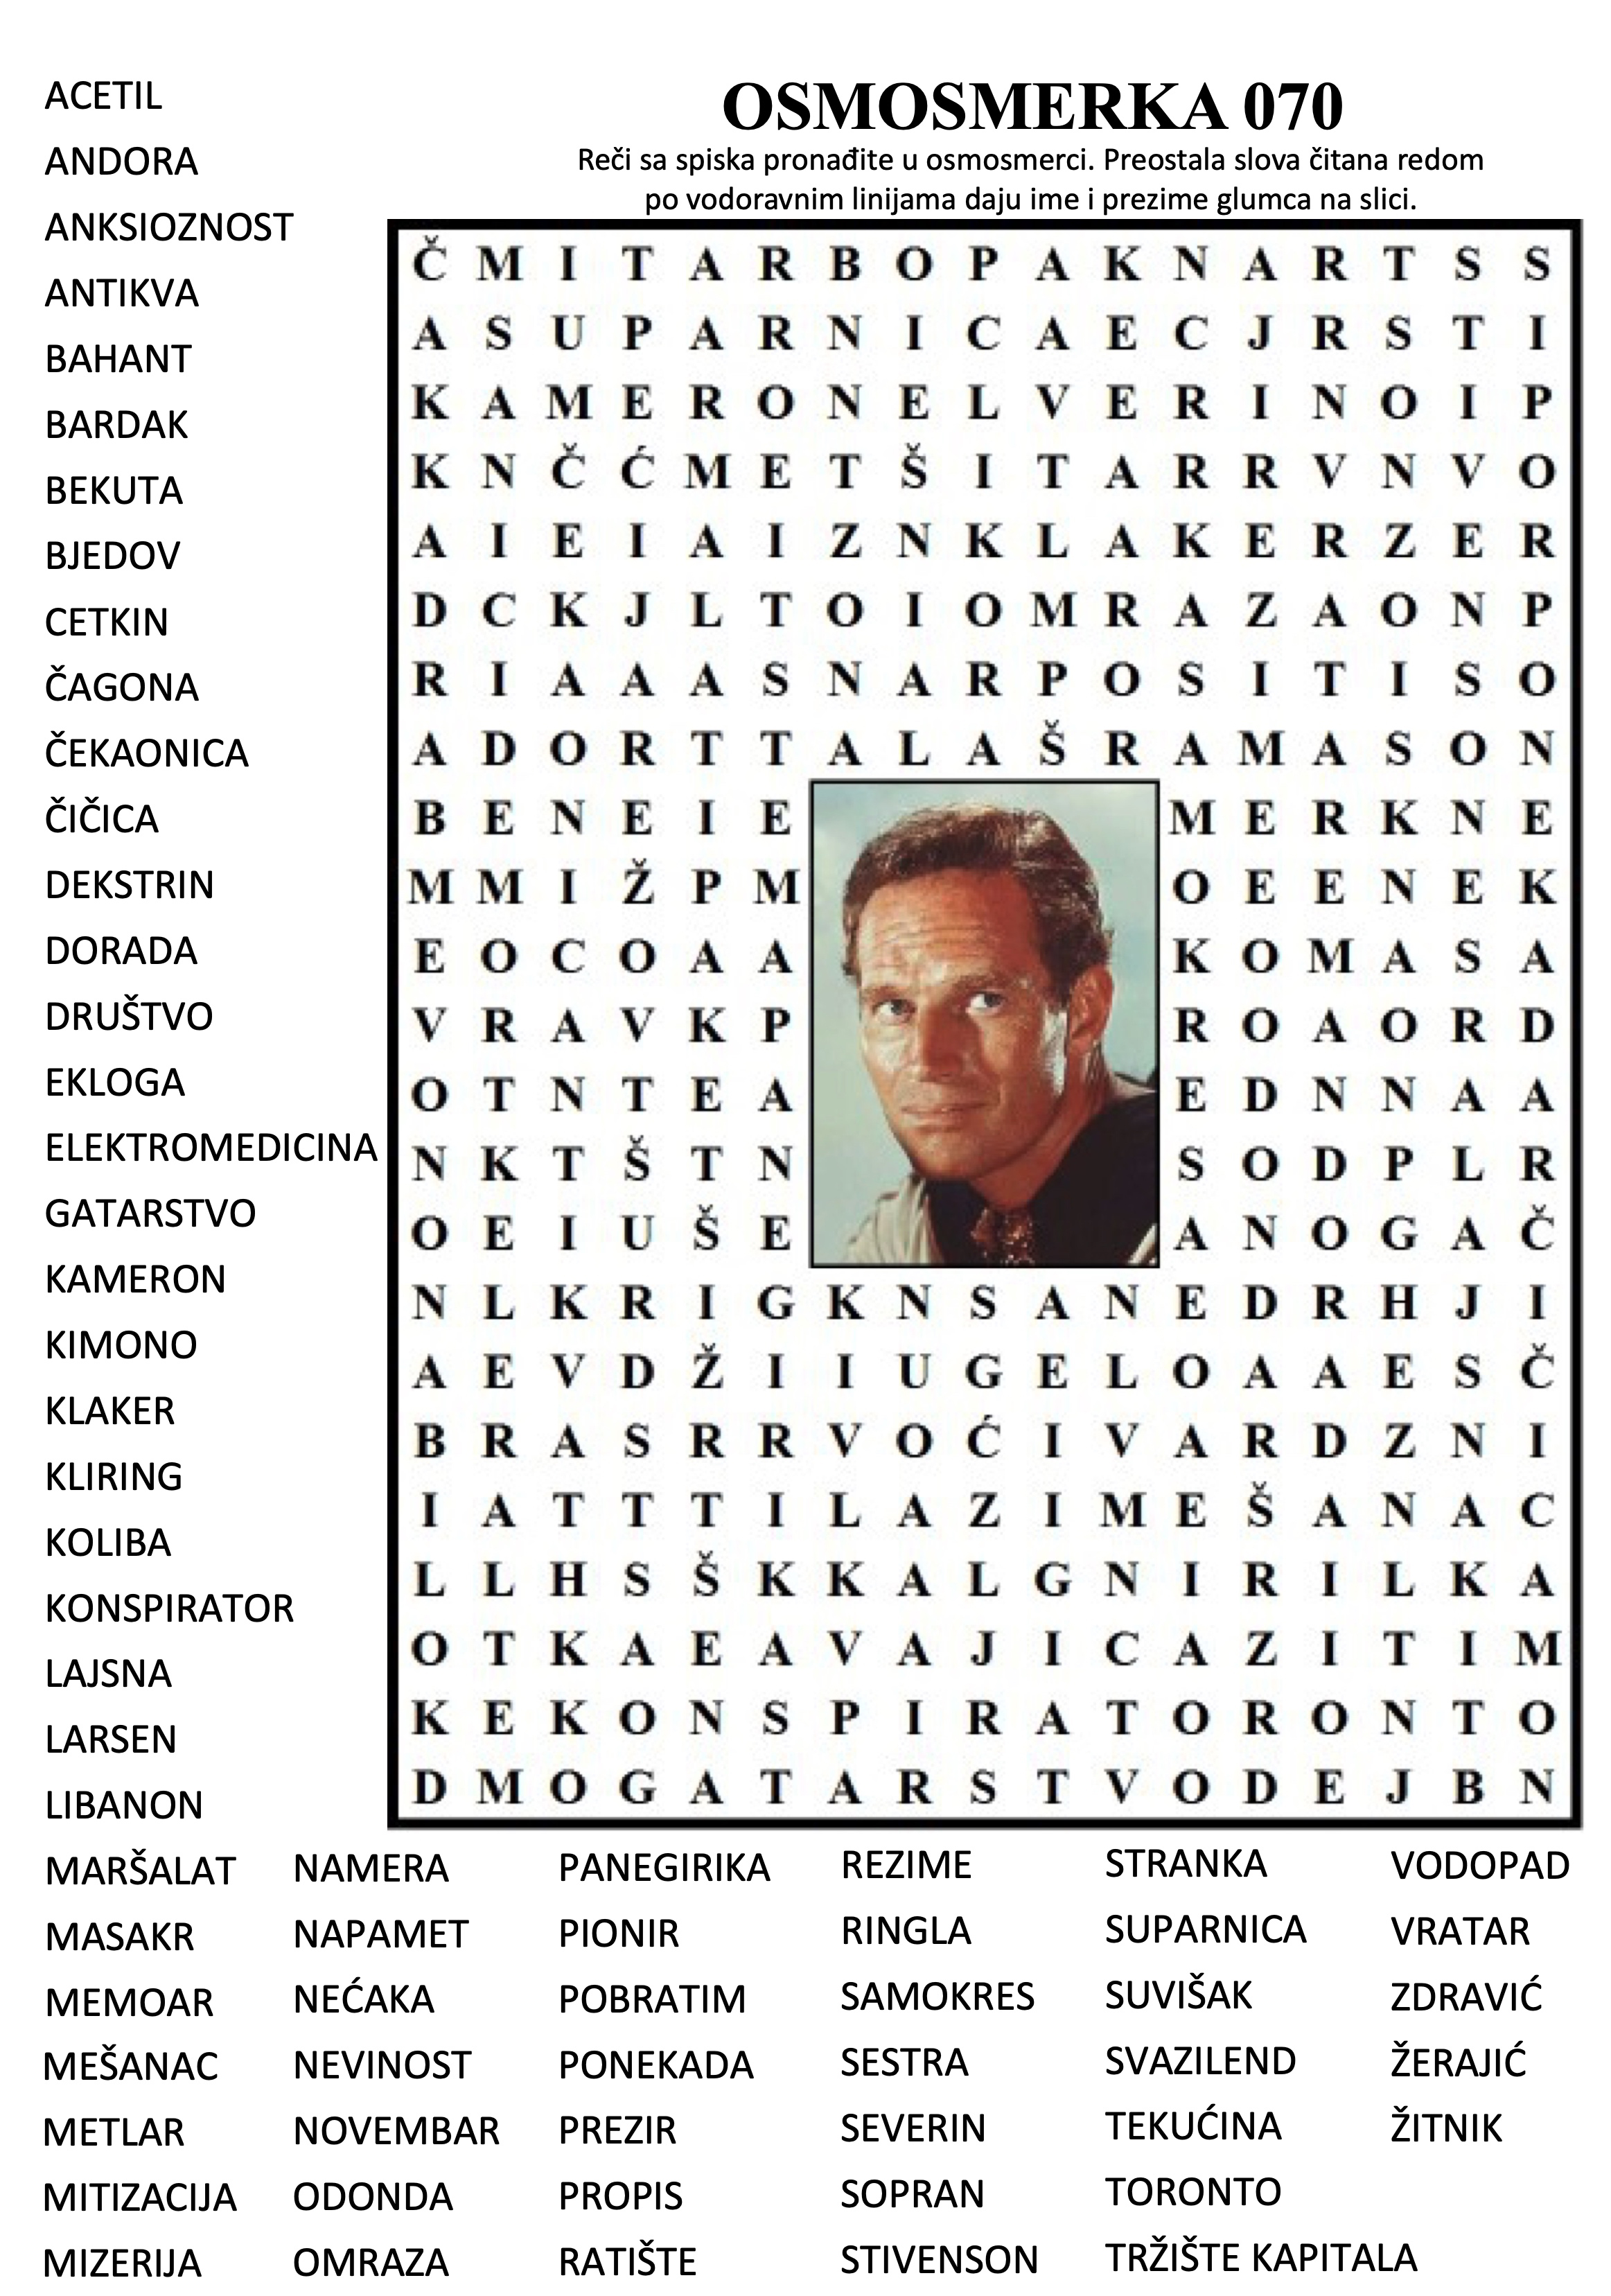 OSMOSMERKA 070
Reči sa spiska pronađite u osmosmerci. Preostala slova čitana redom
po vodoravnim linijama daju ime i prezime glumca na slici.
ACETIL
ANDORA
ANKSIOZNOST
ANTIKVA
BAHANT
BARDAK
BEKUTA
BJEDOV
CETKIN
ČAGONA
ČEKAONICA
ČIČICA
DEKSTRIN
DORADA
DRUŠTVO
EKLOGA
ELEKTROMEDICINA
GATARSTVO
KAMERON
KIMONO
KLAKER
KLIRING
KOLIBA
KONSPIRATOR
LAJSNA
LARSEN
LIBANON
MARŠALAT
MASAKR
MEMOAR
MEŠANAC
METLAR
MITIZACIJA
MIZERIJA
Č M I T A R B O P A K N A R T S S
A S U P A R N I C A E C J R S T I
K A M E R O N E L V E R I N O I P
K N Č Ć M E T Š I T A R R V N V O
A I E I A I Z N K L A K E R Z E R
D C K J L T O I O M R A Z A O N P
R I A A A S N A R P O S I T I S O
A D O R T T A L A Š R A M A S O N
B E N E I E M E R K N E
M M I Ž P M O E E N E K
E O C O A A K O M A S A
V R A V K P R O A O R D
O T N T E A E D N N A A
N K T Š T N S O D P L R
O E I U Š E A N O G A Č
N L K R I G K N S A N E D R H J I
A E V D Ž I I U G E L O A A E S Č
B R A S R R V O Ć I V A R D Z N I
I A T T T I L A Z I M E Š A N A C
L L H S Š K K A L G N I R I L K A
O T K A E A V A J I C A Z I T I M
K E K O N S P I R A T O R O N T O
D M O G A T A R S T V O D E J B N
NAMERA
NAPAMET
NEĆAKA
NEVINOST
NOVEMBAR
ODONDA
OMRAZA
PANEGIRIKA
PIONIR
POBRATIM
PONEKADA
PREZIR
PROPIS
RATIŠTE
REZIME
RINGLA
SAMOKRES
SESTRA
SEVERIN
SOPRAN
STIVENSON
STRANKA
SUPARNICA
SUVIŠAK
SVAZILEND
TEKUĆINA
TORONTO
TRŽIŠTE KAPITALA
VODOPAD
VRATAR
ZDRAVIĆ
ŽERAJIĆ
ŽITNIK